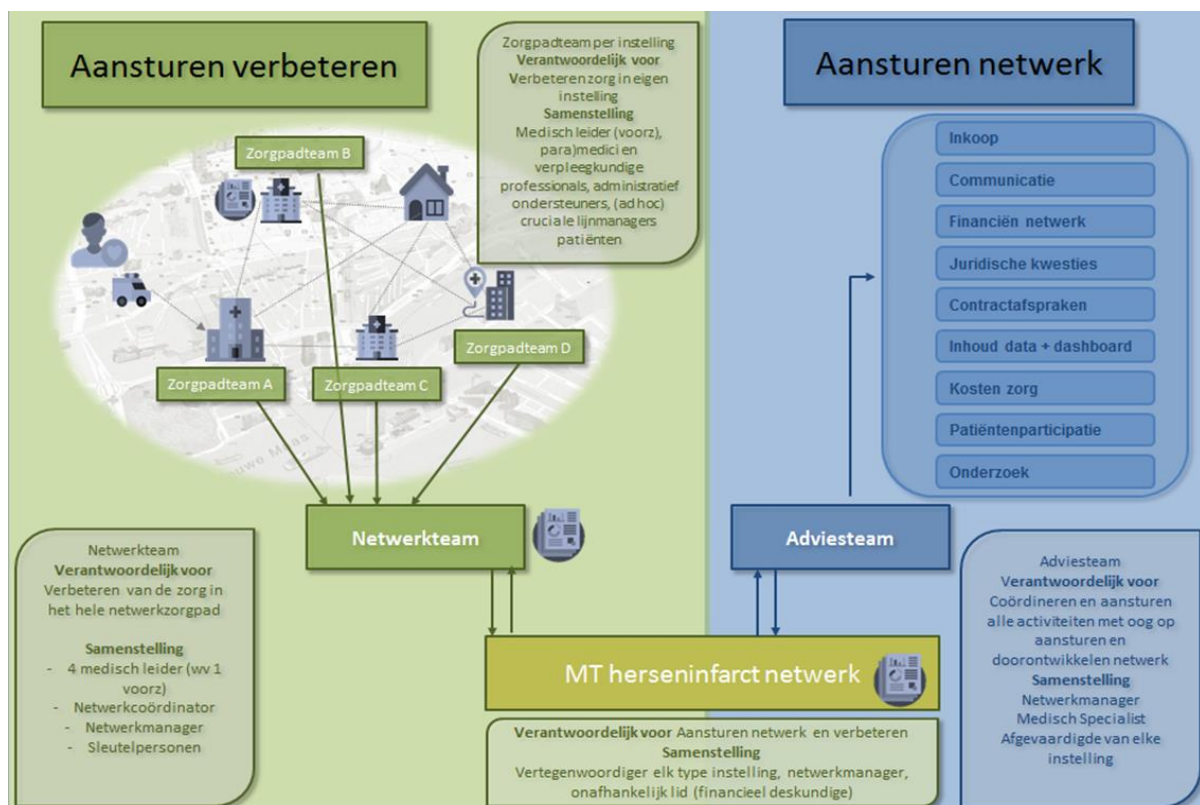 Aansturen verbeteren
Zorgpadteam per instelling
Verantwoordelijk voor
Verbeteren zorg in eigen
instelling
Samenstelling
Medisch leider (voorz),
para)medici en
verpleegkundige
professionals, administratief
ondersteuners, (ad hoc)
cruciale lijnmanagers
patiënten
Zorgpadteam B
Zorgpadteam D
Zorgpadteam A
Zorgpadteam C
Netwerkteam
Netwerkteam
Verantwoordelijk voor
Verbeteren van de zorg in
het hele netwerkzorgpad
Samenstelling
- 4 medisch leider (wv 1
voorz)
- Netwerkcoördinator
- Netwerkmanager
- Sleutelpersonen
Aansturen netwerk
Inkoop
Communicatie
Financiën netwerk
Juridische kwesties
Contractafspraken
Inhoud data + dashboard
Kosten zorg
Patiëntenparticipatie
Onderzoek
Adviesteam
Adviesteam
Verantwoordelijk voor
Coördineren en aansturen
alle activiteiten met oog op
aansturen en
doorontwikkelen netwerk
Samenstelling
Netwerkmanager
Medisch Specialist
Afgevaardigde van elke
instelling
MT herseninfarct netwerk
Verantwoordelijk voor Aansturen netwerk en verbeteren
Samenstelling
Vertegenwoordiger elk type instelling, netwerkmanager,
onafhankelijk lid (financieel deskundige)